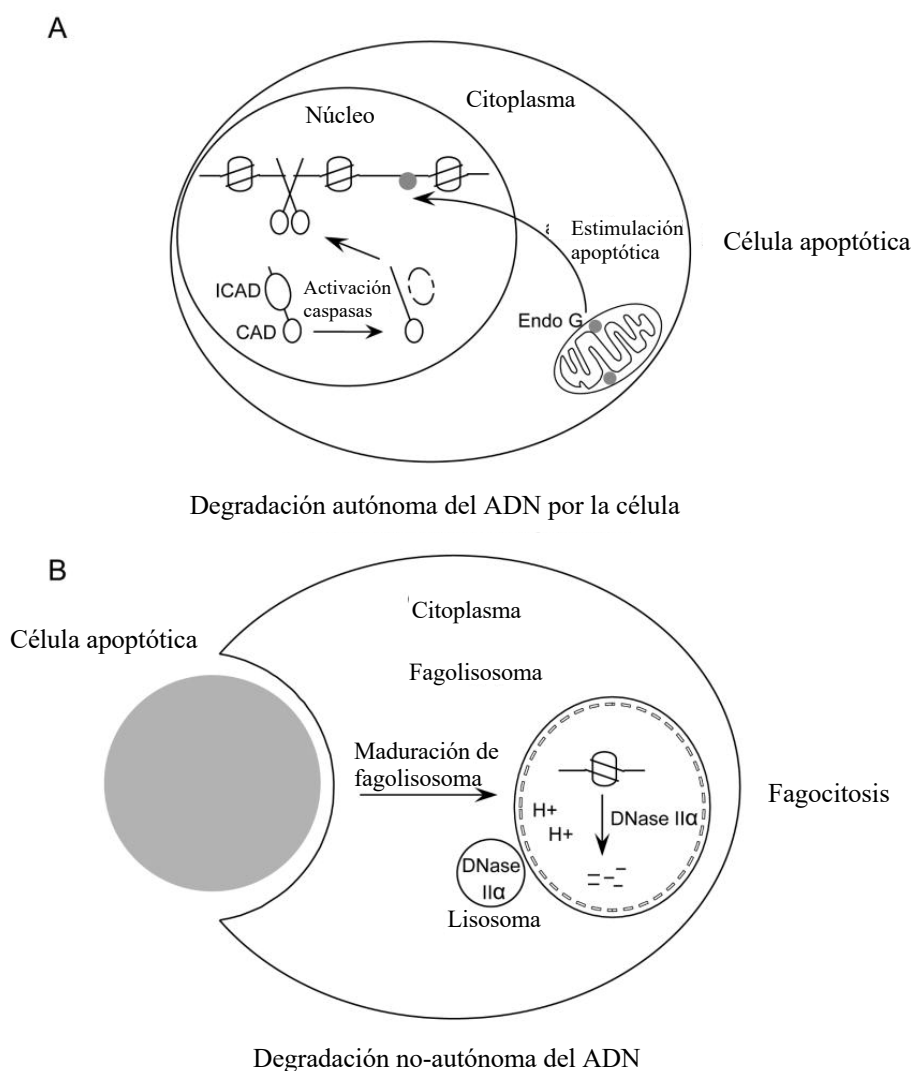 A
Citoplasma
Núcleo
Estimulación
apoptótica
Célula apoptótica
ICAD
Activación
caspasas
CAD
Endo G
Degradación autónoma del ADN por la célula
B
Citoplasma
Célula apoptótica
Fagolisosoma
Maduración de
fagolisosoma
Fagocitosis
H+
H+
DNase IIα
DNase
IIα
Lisosoma
Degradación no-autónoma del ADN